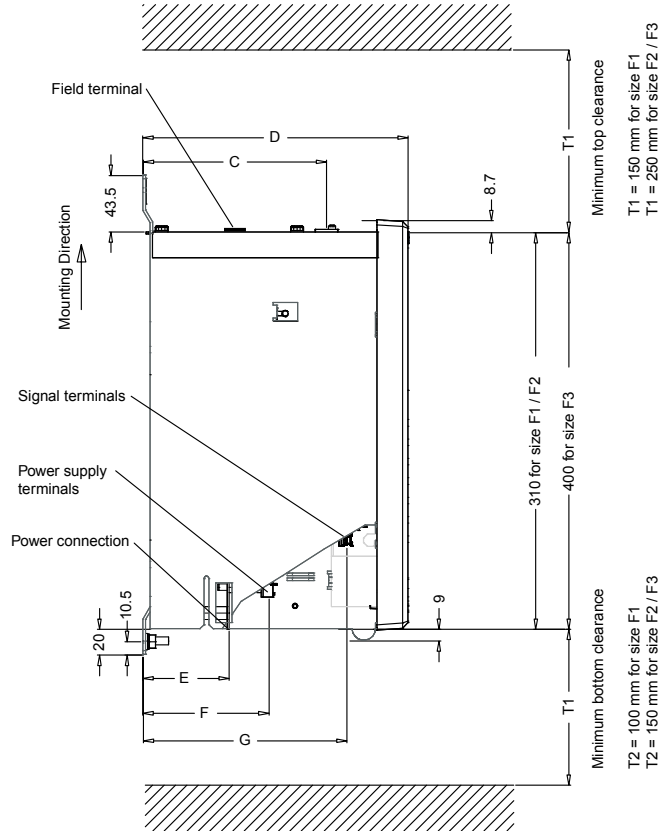 Field terminal
D
C
43.5
8.7
T1
Minimum top clearance
T1 = 150 mm for size F1
T1 = 250 mm for size F2 / F3
Mounting Direction
Signal terminals
Power supply
terminals
Power connection
310 for size F1 / F2
400 for size F3
10.5
20
9
E
F
G
T1
Minimum bottom clearance
T2 = 100 mm for size F1
T2 = 150 mm for size F2 / F3